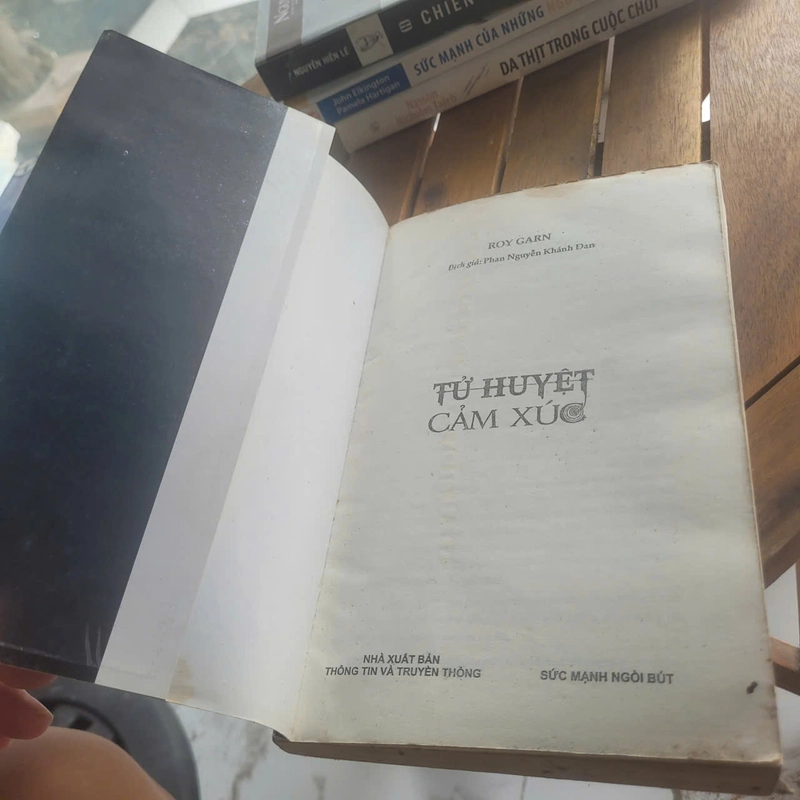 NGUYỄN HIẾN LÊ
CHIẾN
John Elkington
Pamela Hartigan
SỨC MẠNH CỦA NHỮNG
DA THỊT TRONG CUỘC CHƠI
ROY GARN
Dịch giả: Phan Nguyễn Khánh Đan
TỬ HUYỆT
CẢM XÚC
NHÀ XUẤT BẢN
THÔNG TIN VÀ TRUYỀN THÔNG
SỨC MẠNH NGÒI BÚT